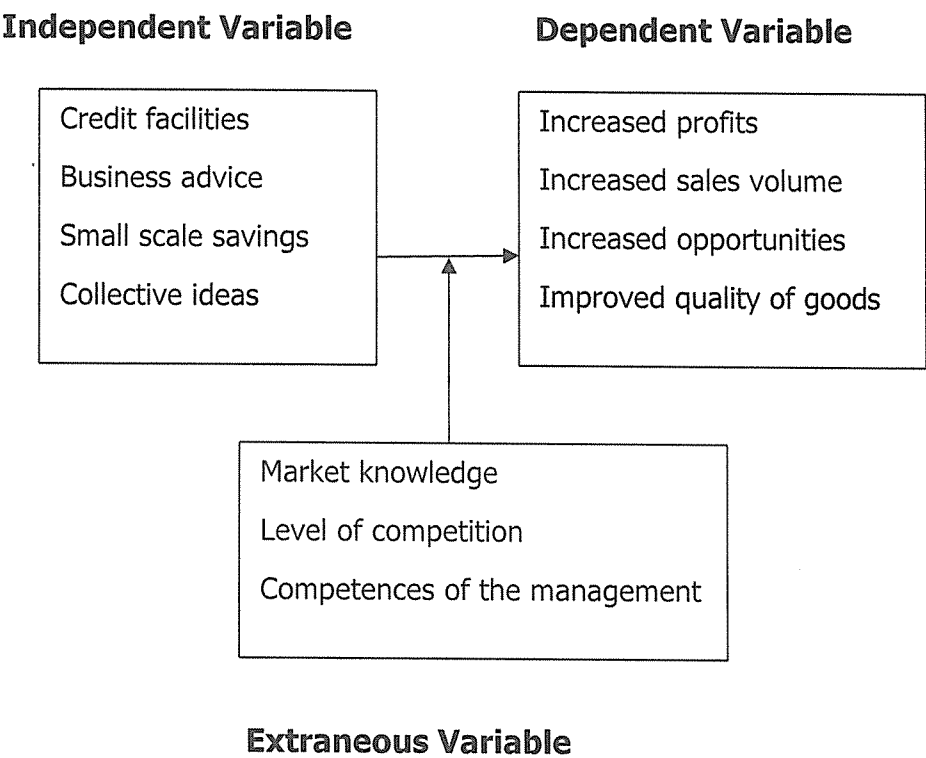 Independent Variable
Dependent Variable
Credit facilities
Business advice
Small scale savings
Collective ideas
Increased profits
Increased sales volume
Increased opportunities
Improved quality of goods
Market knowledge
Level of competition
Competences of the management
Extraneous Variable